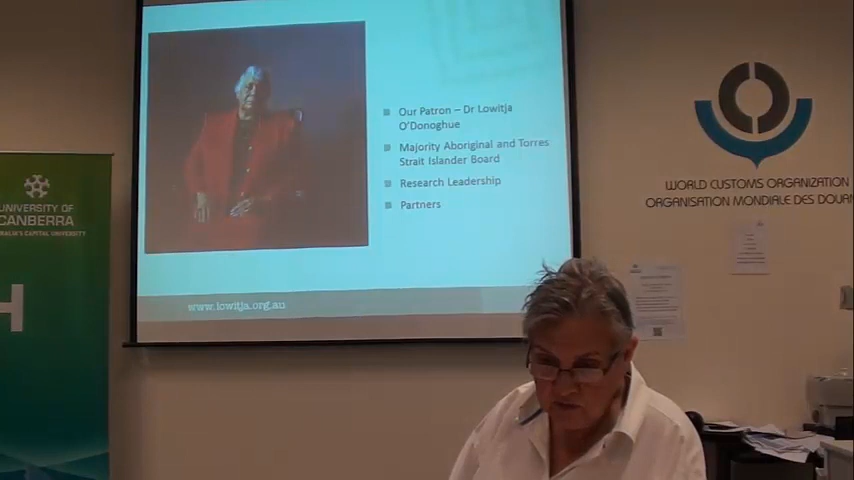 UNIVERSITY OF
CANBERRA
AUSTRALIA'S CAPITAL UNIVERSITY
H
Our Patron – Dr Lowitja
O'Donoghue
Majority Aboriginal and Torres
Strait Islander Board
Research Leadership
Partners
www.lowitja.org.au
WORLD CUSTOMS ORGANIZATION
ORGANISATION MONDIALE DES DOUAN